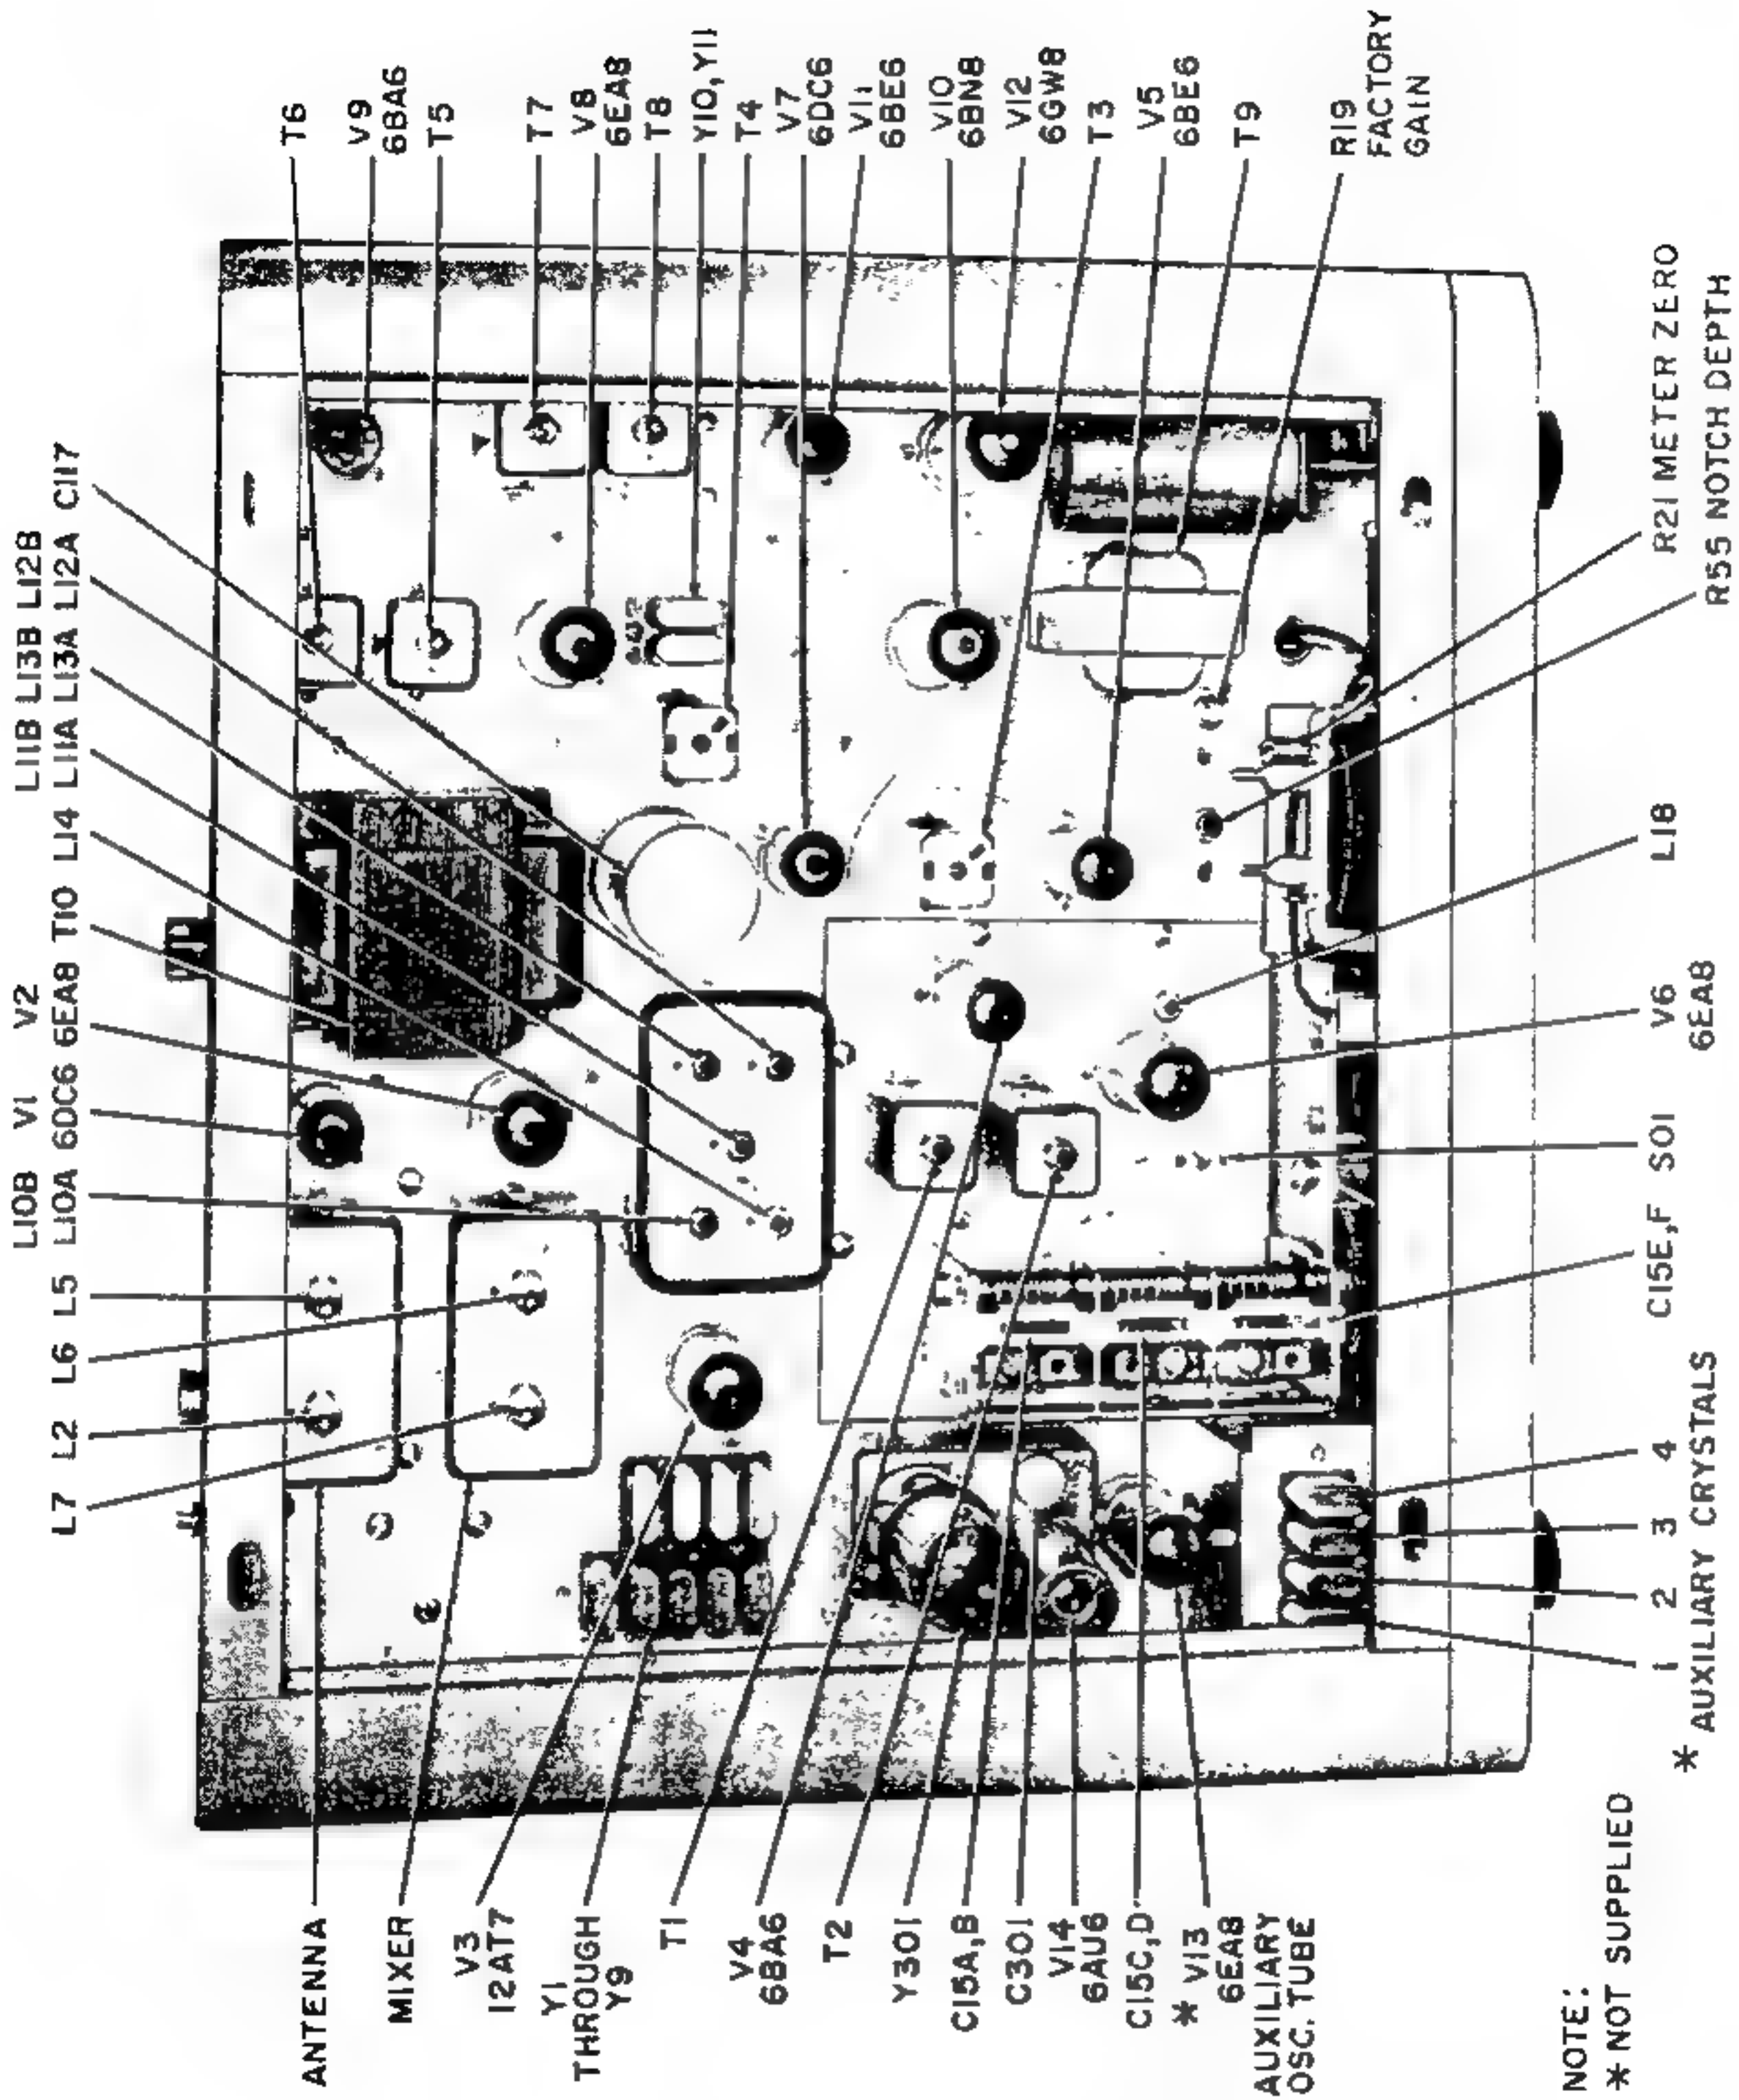 L10B V1 V2 L11B L13B L12B
L7 L2 L6 L5 L10A 6DC6 6EA8 T10 L14 L11A L13A L12A C117
ANTENNA
MIXER
V3
12AT7
Y1
THROUGH
Y9
T1
V4
6BA6
T2
Y301
C15A,B
C301
V14
6AU6
C15C,D
* V13
6EA8
AUXILIARY
OSC. TUBE
T6
V9
6BA6
T5
T7
V8
6EA8
T8
Y10,Y11
T4
V7
6DC6
V11
6BE6
V10
6BN8
V12
6GW8
T3
V5
6BE6
T9
R19
FACTORY
GAIN
1 2 3 4
* AUXILIARY CRYSTALS
C15E,F
S01
V6
6EA8
L18
R21 METER ZERO
R55 NOTCH DEPTH
NOTE:
* NOT SUPPLIED